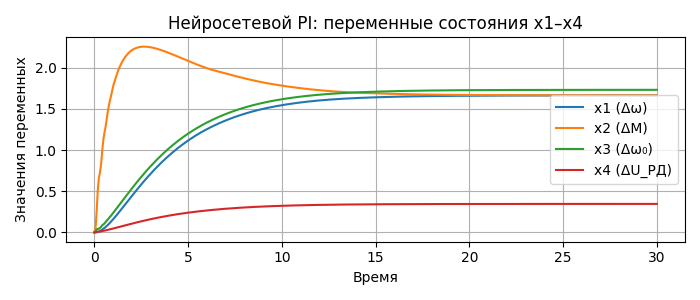 Нейросетевой PI: переменные состояния x1–x4
Значения переменных
2.0
1.5
1.0
0.5
0.0
x1 (Δω)
x2 (ΔM)
x3 (Δω₀)
x4 (ΔU_РД)
0 5 10 15 20 25 30
Время